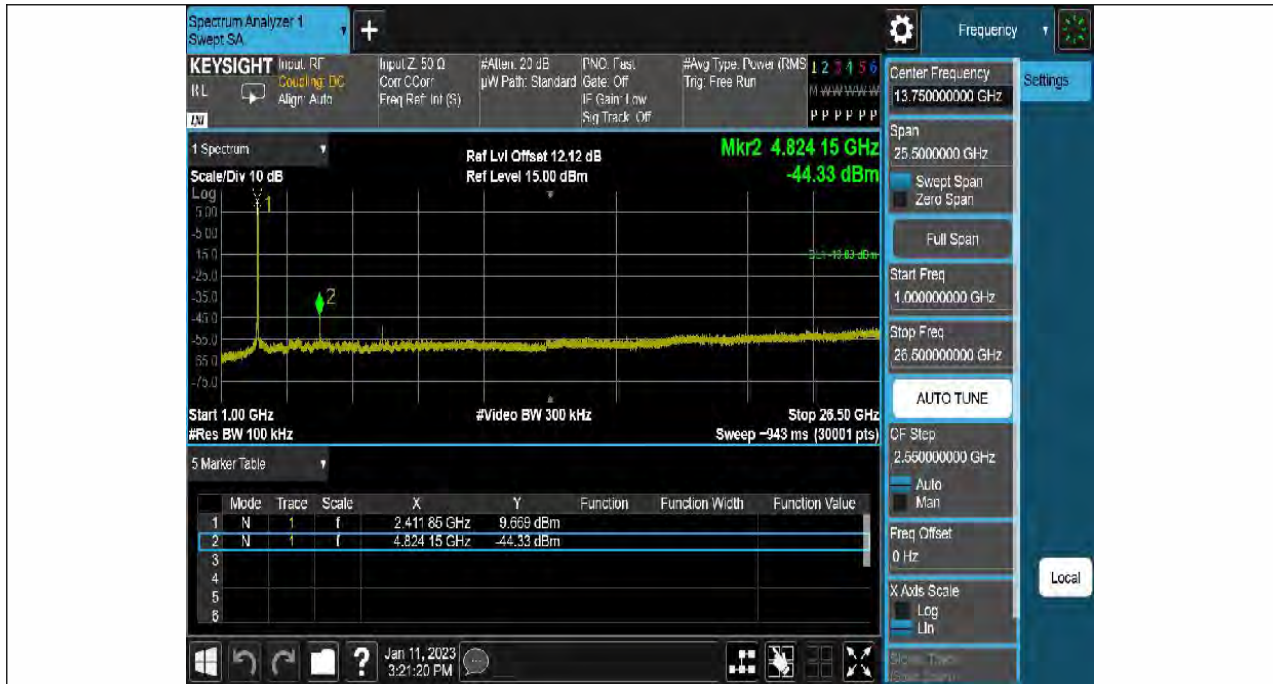 Spectrum Analyzer 1
Swept SA
+
Frequency
KEYSIGHT
RL
Input: RF
Coupling: DC
Align: Auto
Input Z: 50 Ω
Corr CCorr
Freq Ref: Int (S)
#Atten: 20 dB
µW Path: Standard
PNO: Fast
Gate: Off
IF Gain: Low
Sig Track: Off
#Avg Type: Power (RMS
Trig: Free Run
1 2 3 4 5 6
M W W W W W
P P P P P P
1 Spectrum
Scale/Div 10 dB
Ref Lvl Offset 12.12 dB
Ref Level 15.00 dBm
Mkr2 4.824 15 GHz
-44.33 dBm
Log
5.00
-5.00
-15.0
-25.0
-35.0
-45.0
-55.0
-65.0
-75.0
1
2
Start 1.00 GHz
#Res BW 100 kHz
#Video BW 300 kHz
Stop 26.50 GHz
Sweep ~943 ms (30001 pts)
5 Marker Table
Mode Trace Scale X Y Function Function Width Function Value
1 N 1 f 2.411 85 GHz 9.669 dBm
2 N 1 f 4.824 15 GHz -44.33 dBm
3
4
5
6
?
Jan 11, 2023
3:21:20 PM
Center Frequency
13.750000000 GHz
Settings
Span
25.5000000 GHz
Swept Span
Zero Span
Full Span
Start Freq
1.000000000 GHz
Stop Freq
26.500000000 GHz
AUTO TUNE
CF Step
2.550000000 GHz
Auto
Man
Freq Offset
0 Hz
X Axis Scale
Log
Lin
Local